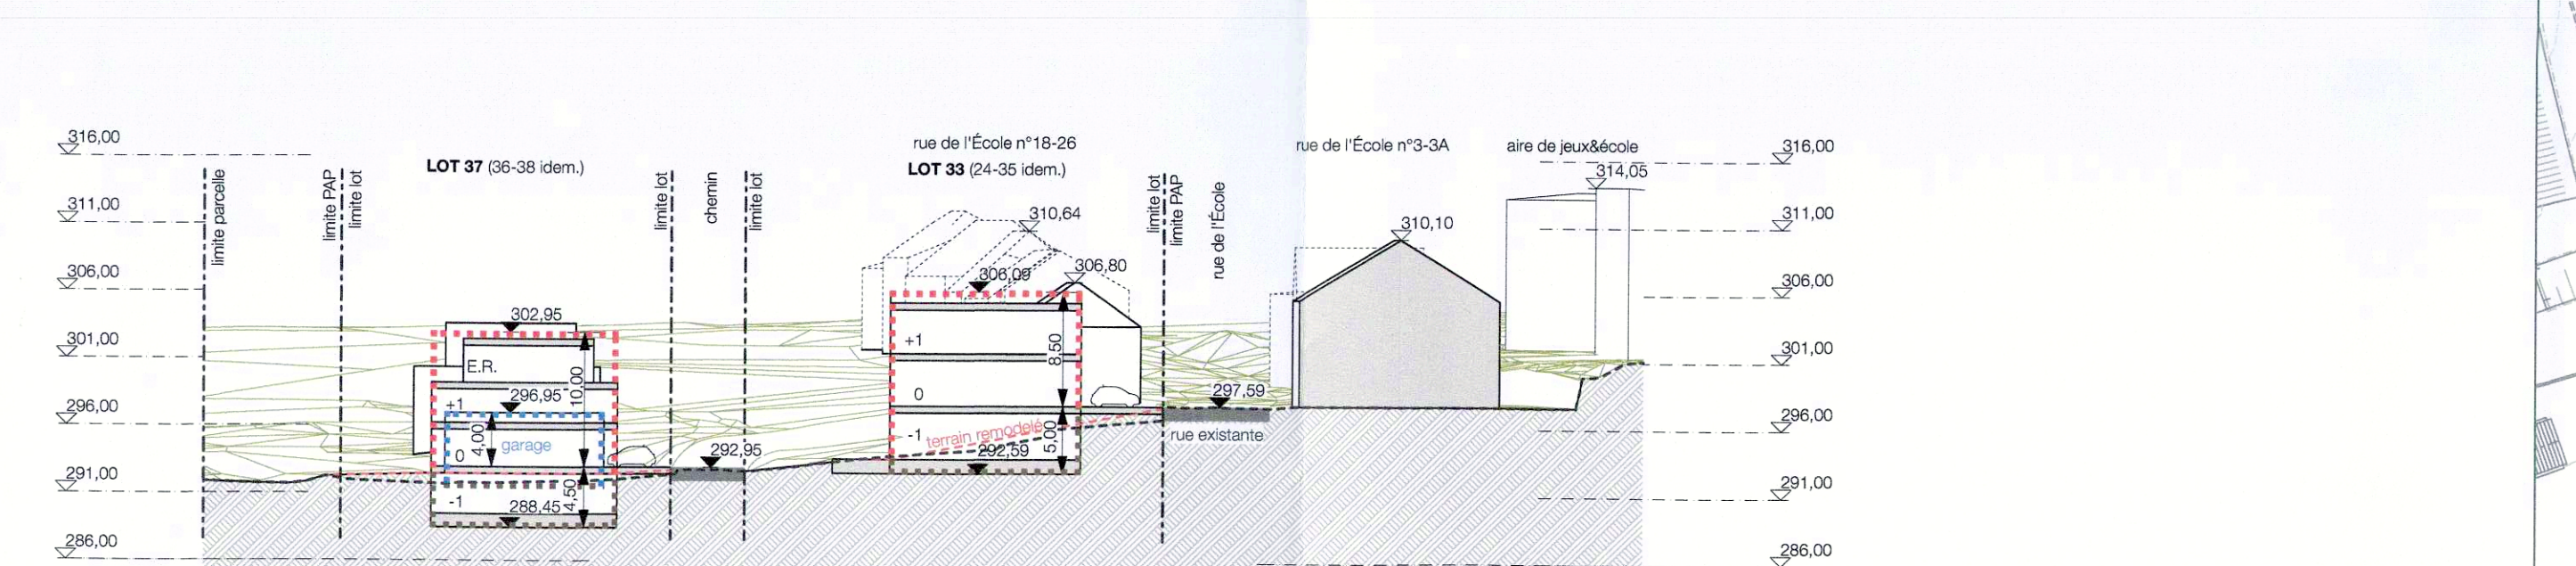 316,00
311,00
306,00
301,00
296,00
291,00
286,00
limite parcelle
limite PAP
limite lot
LOT 37 (36-38 idem.)
302,95
E.R.
10,00
296,95
+1
4,00
garage
0
-1
288,45
4,50
limite lot
chemin
limite lot
292,95
rue de l'École n°18-26
LOT 33 (24-35 idem.)
310,64
306,09
306,80
+1
8,50
0
-1
terrain remodelé
292,59
5,00
limite lot
limite PAP
rue de l'École
297,59
rue existante
rue de l'École n°3-3A
310,10
aire de jeux&école
314,05
316,00
311,00
306,00
301,00
296,00
291,00
286,00